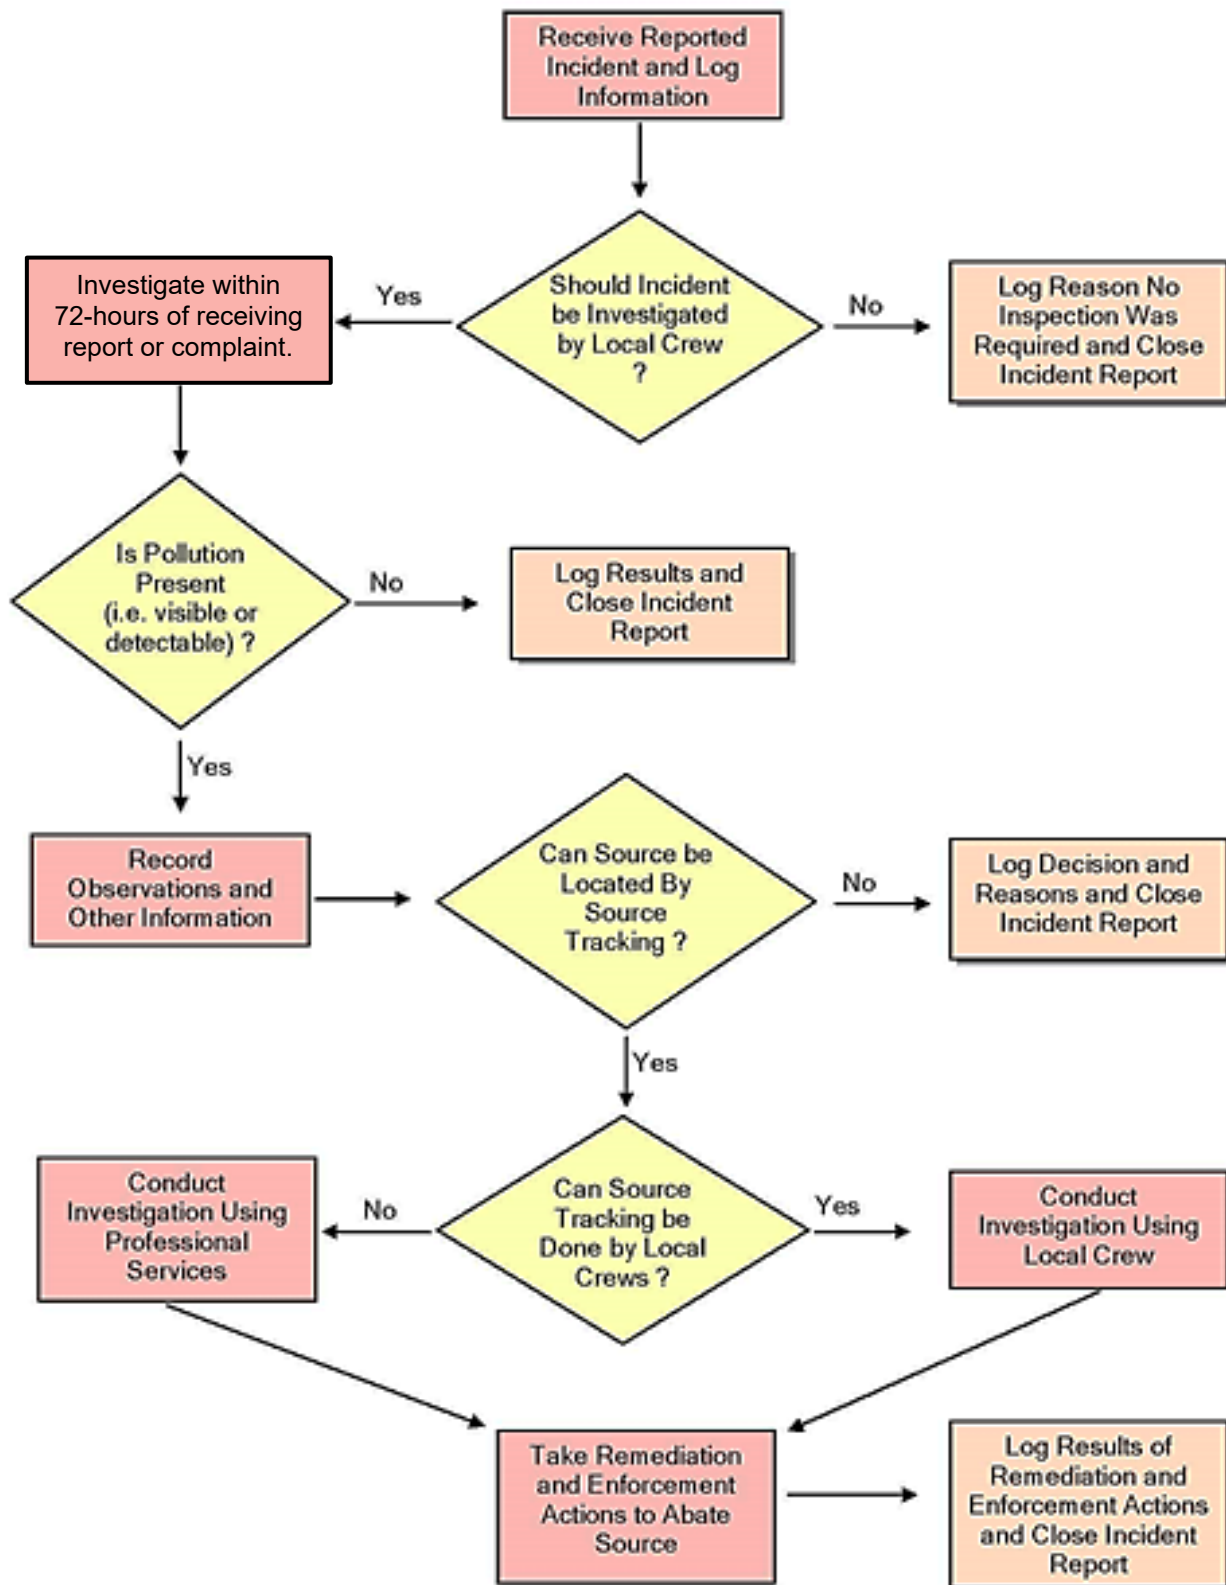 Receive Reported
Incident and Log
Information
Should Incident
be Investigated
by Local Crew
?
Yes
No
Investigate within
72-hours of receiving
report or complaint.
Log Reason No
Inspection Was
Required and Close
Incident Report
Is Pollution
Present
(i.e. visible or
detectable) ?
No
Log Results and
Close Incident
Report
Yes
Record
Observations and
Other Information
Can Source be
Located By
Source
Tracking ?
No
Log Decision and
Reasons and Close
Incident Report
Yes
Conduct
Investigation Using
Professional
Services
No
Can Source
Tracking be
Done by Local
Crews ?
Yes
Conduct
Investigation Using
Local Crew
Take Remediation
and Enforcement
Actions to Abate
Source
Log Results of
Remediation and
Enforcement Actions
and Close Incident
Report